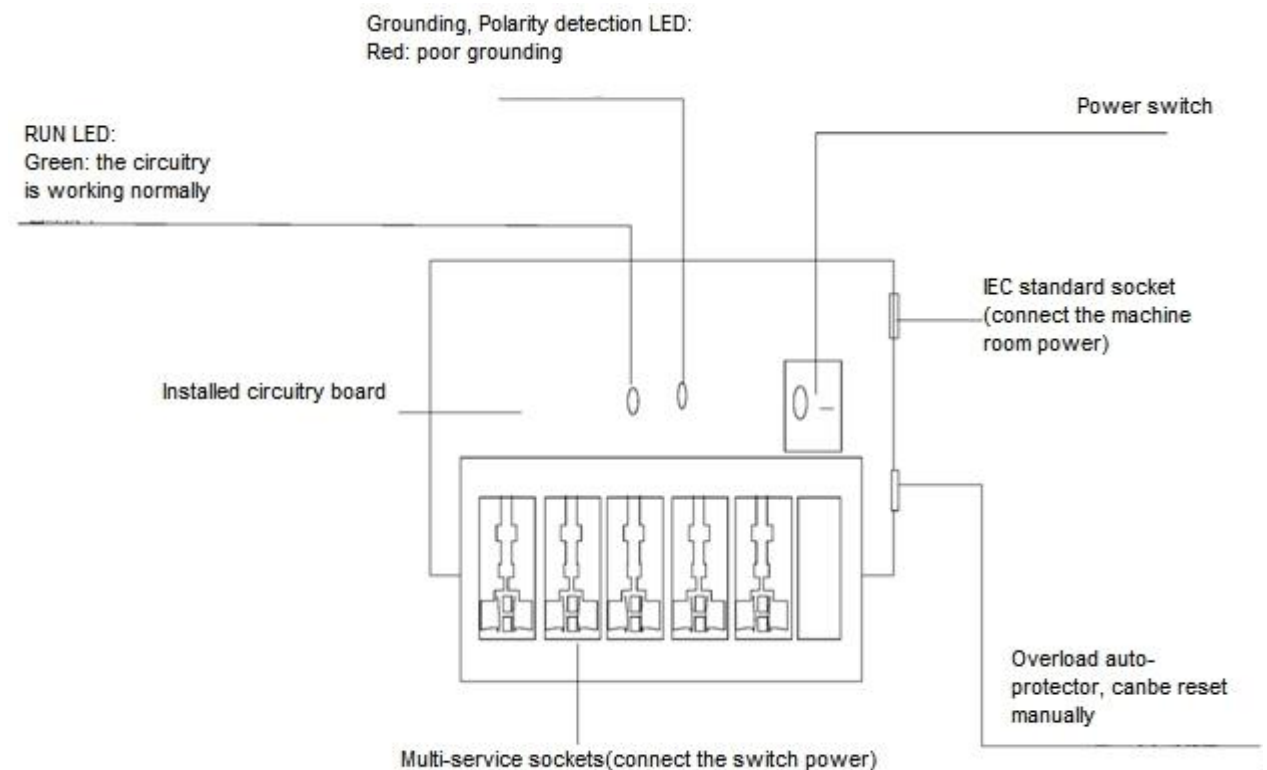 Grounding, Polarity detection LED:
Red: poor grounding
Power switch
RUN LED:
Green: the circuitry
is working normally
IEC standard socket
(connect the machine
room power)
Installed circuitry board
Overload auto-
protector, canbe reset
manually
Multi-service sockets(connect the switch power)